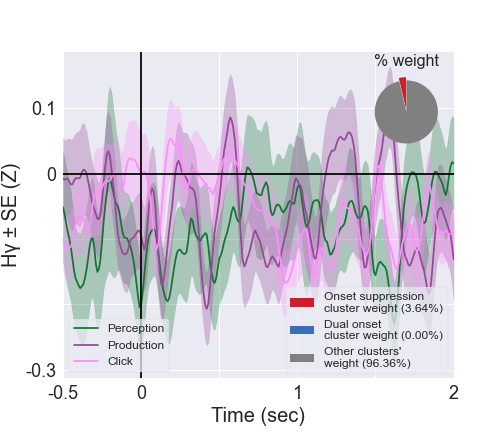 % weight
0.1
0
-0.3
Hγ ± SE (Z)
Perception
Production
Click
Onset suppression
cluster weight (3.64%)
Dual onset
cluster weight (0.00%)
Other clusters'
weight (96.36%)
-0.5
0
1
2
Time (sec)